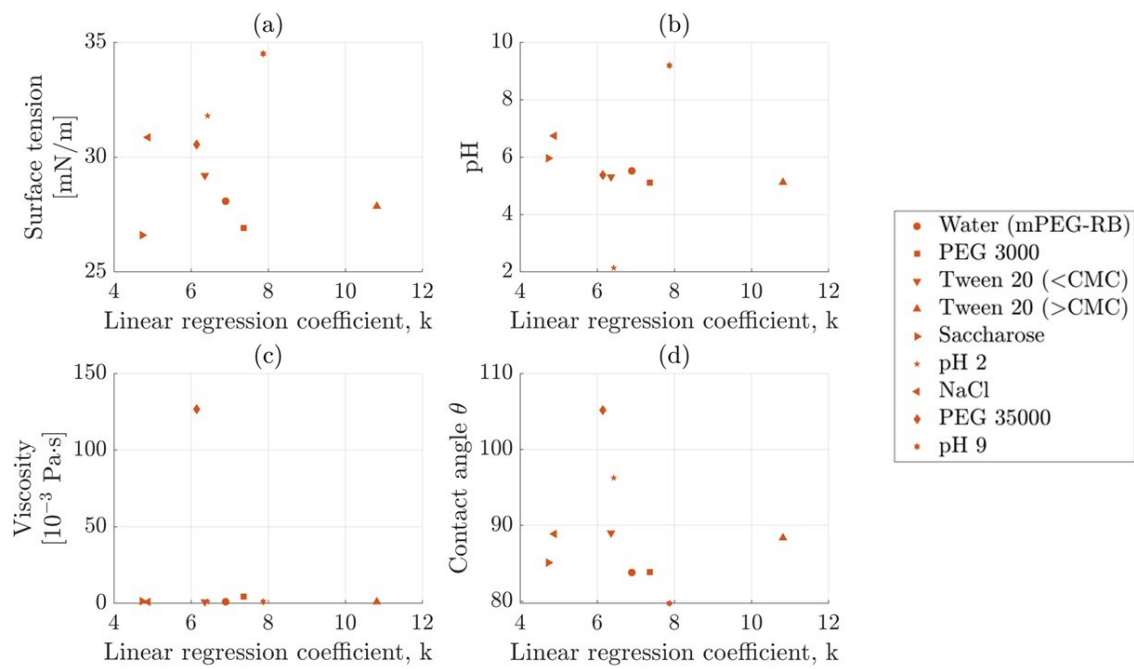 (a)
35
30
25
Surface tension
[mN/m]
4 6 8 10 12
Linear regression coefficient, k
(b)
10
8
6
4
2
pH
4 6 8 10 12
Linear regression coefficient, k
(c)
150
100
50
0
Viscosity
[10⁻³ Pa·s]
4 6 8 10 12
Linear regression coefficient, k
(d)
110
100
90
80
Contact angle θ
4 6 8 10 12
Linear regression coefficient, k
Water (mPEG-RB)
PEG 3000
Tween 20 (<CMC)
Tween 20 (>CMC)
Saccharose
pH 2
NaCl
PEG 35000
pH 9